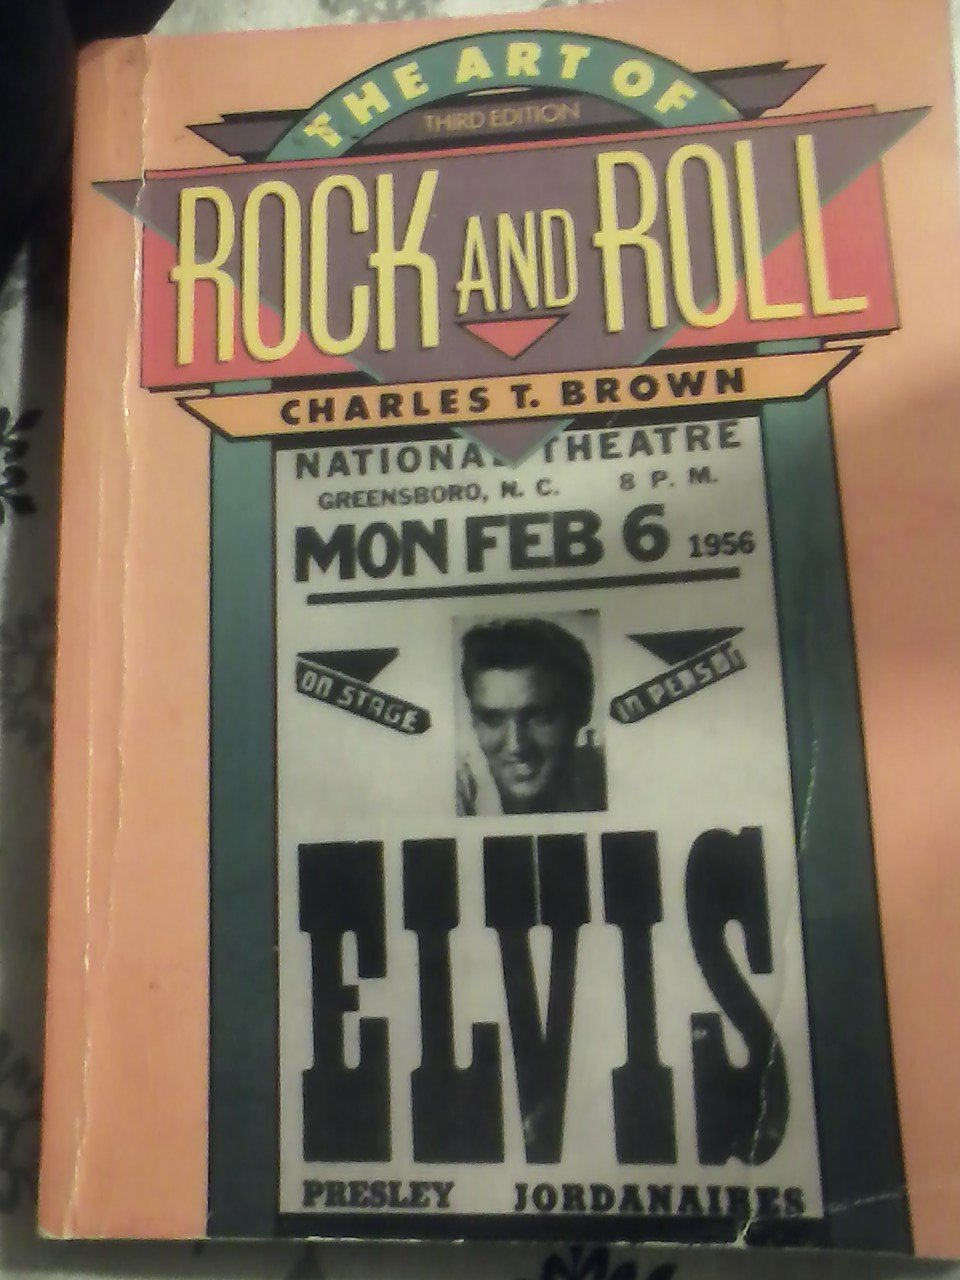 THE ART OF
THIRD EDITION
ROCK AND ROLL
CHARLES T. BROWN
NATIONAL THEATRE
GREENSBORO, N. C. 8 P. M.
MON FEB 6 1956
ON STAGE
IN PERSON
ELVIS
PRESLEY JORDANAIRES